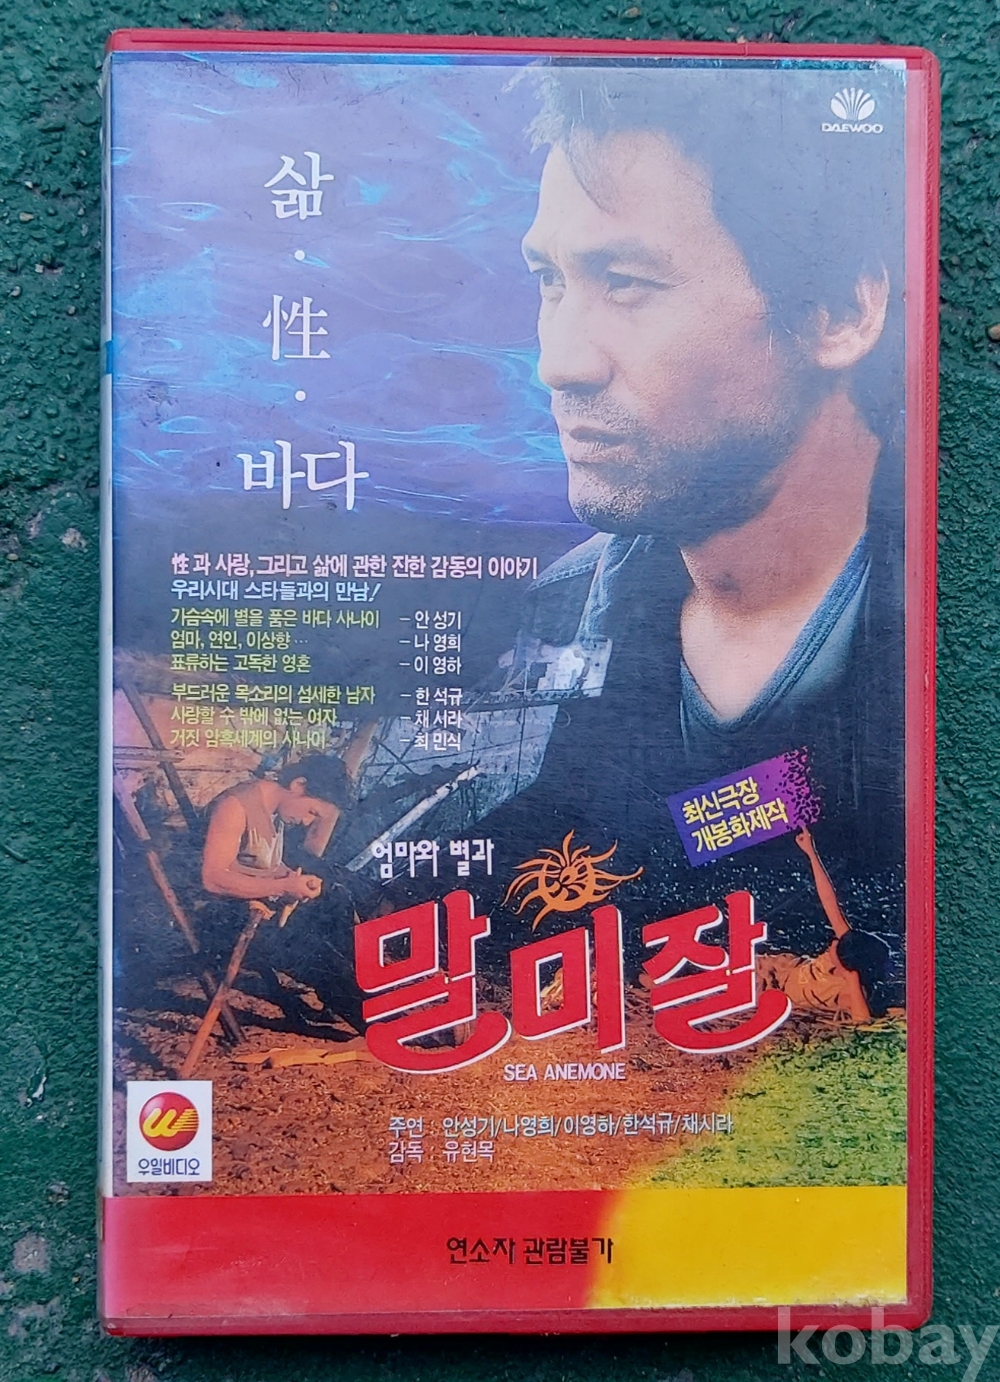 DAEWOO
삶
·
性
·
바다
性과 사랑, 그리고 삶에 관한 잔한 감동의 이야기
우리시대 스타들과의 만남!
가슴속에 별을 품은 바다 사나이 - 안성기
엄마, 연인, 이상향··· - 나영희
표류하는 고독한 영혼 - 이영하
부드러운 목소리의 섬세한 남자 - 한석규
사랑할 수 밖에 없는 여자 - 채시라
거짓 암흑세계의 사나이 - 최민식
최신극장
개봉화제작
엄마와 별과
말미잘
SEA ANEMONE
주연 : 안성기/나영희/이영하/한석규/채시라
감독 : 유현목
우일비디오
연소자 관람불가
kobay